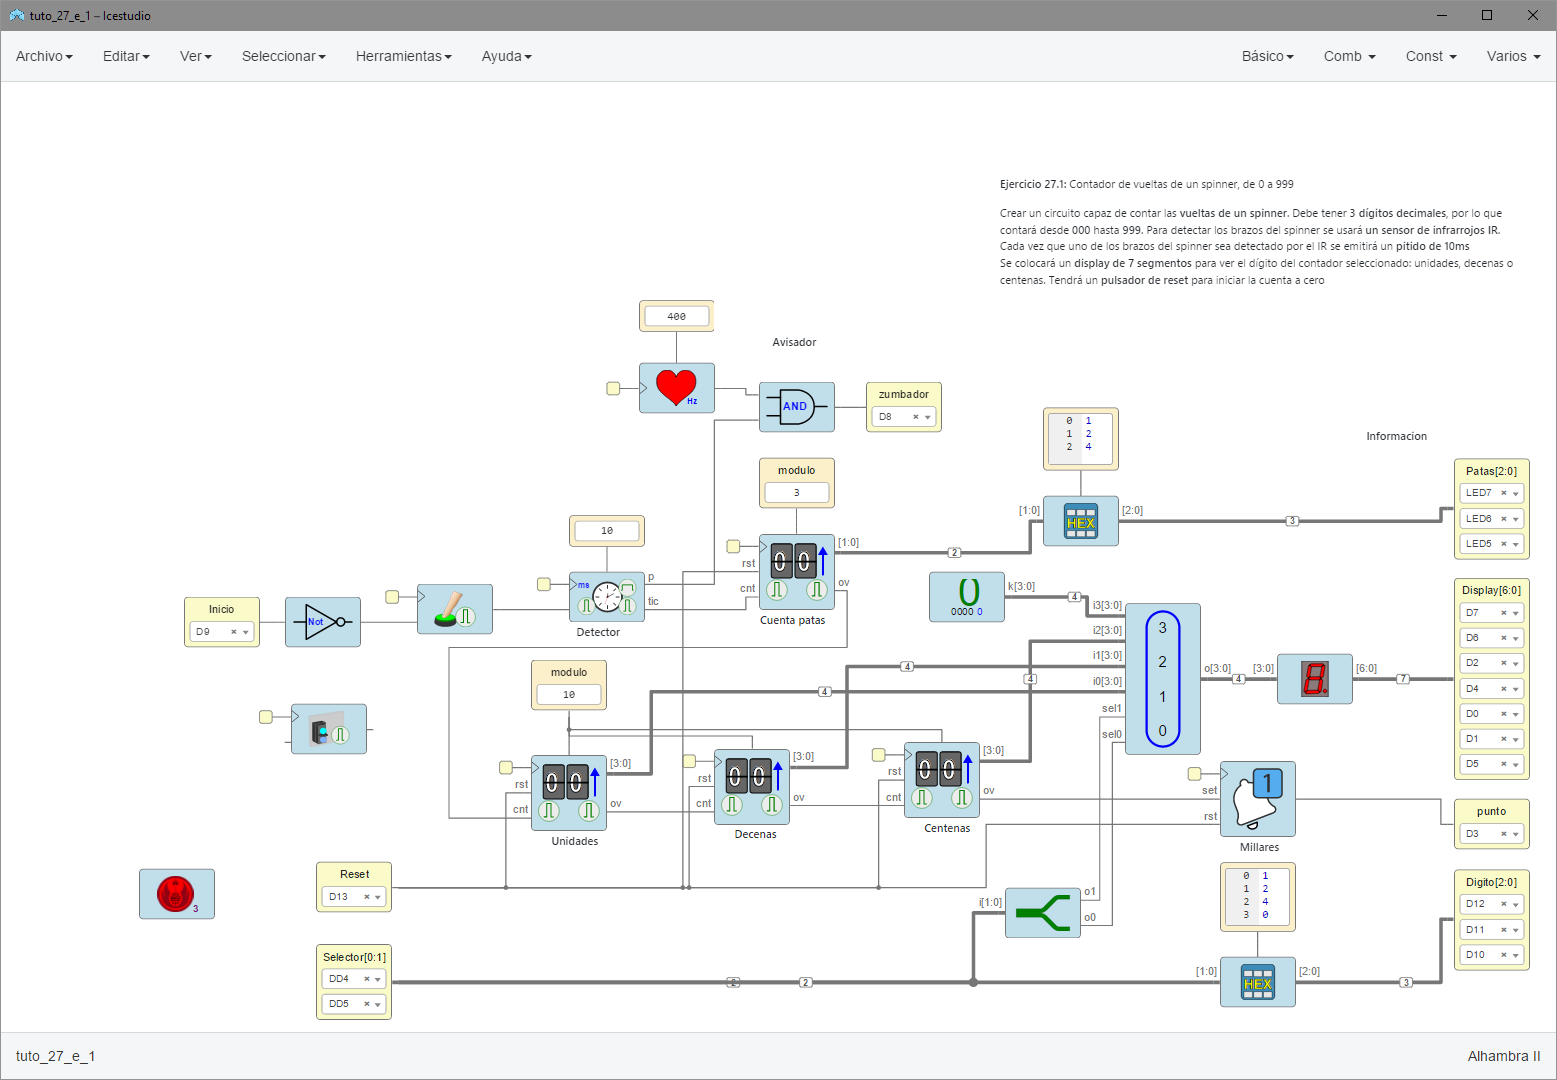 tuto_27_e_1 – Icestudio
Archivo Editar Ver Seleccionar Herramientas Ayuda Básico Comb Const Varios
Ejercicio 27.1: Contador de vueltas de un spinner, de 0 a 999
Crear un circuito capaz de contar las vueltas de un spinner. Debe tener 3 dígitos decimales, por lo que
contará desde 000 hasta 999. Para detectar los brazos del spinner se usará un sensor de infrarrojos IR.
Cada vez que uno de los brazos del spinner sea detectado por el IR se emitirá un pitido de 10ms
Se colocará un display de 7 segmentos para ver el dígito del contador seleccionado: unidades, decenas o
centenas. Tendrá un pulsador de reset para iniciar la cuenta a cero
400
Avisador
Hz
AND
zumbador
D8
0 1
1 2
2 4
Informacion
modulo
3
Patas[2:0]
LED7
LED6
LED5
[1:0]
HEX
[2:0]
3
10
[1:0]
2
rst
cnt
ov
0 0
Cuenta patas
ms
p
tic
Detector
Inicio
D9
Not
0
0000 0
k[3:0]
4
i3[3:0]
i2[3:0]
i1[3:0]
i0[3:0]
sel1
sel0
3
2
1
0
o[3:0]
4
[3:0]
8.
[6:0]
7
Display[6:0]
D7
D6
D2
D4
D0
D1
D5
4
4
4
modulo
10
[3:0]
rst
cnt
ov
0 0
Unidades
[3:0]
rst
cnt
ov
0 0
Decenas
[3:0]
rst
cnt
ov
0 0
Centenas
set
rst
1
Millares
punto
D3
3
Reset
D13
i[1:0]
o1
o0
0 1
1 2
2 4
3 0
Digito[2:0]
D12
D11
D10
Selector[0:1]
DD4
DD5
2
2
[1:0]
HEX
[2:0]
3
tuto_27_e_1
Alhambra II